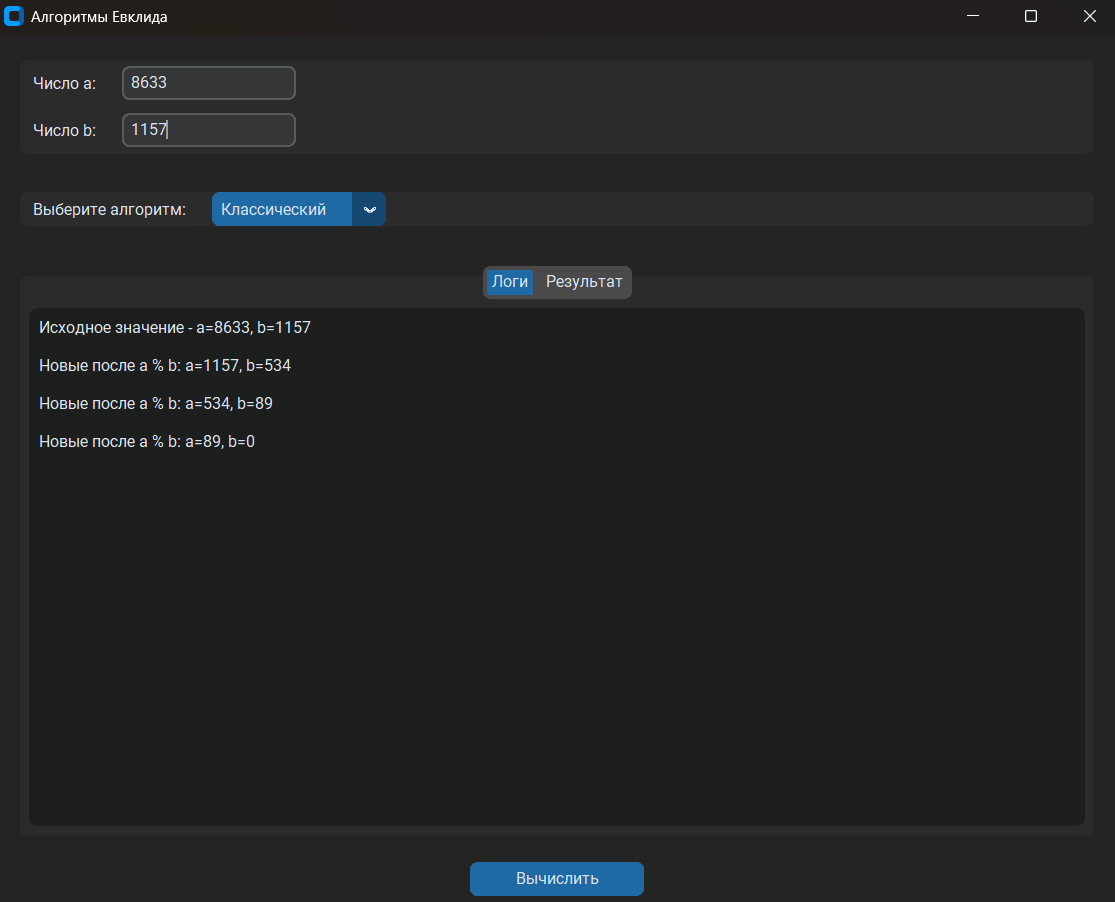 Алгоритмы Евклида
Число a: 8633
Число b: 1157
Выберите алгоритм: Классический
Логи Результат
Исходное значение - a=8633, b=1157
Новые после a % b: a=1157, b=534
Новые после a % b: a=534, b=89
Новые после a % b: a=89, b=0
Вычислить